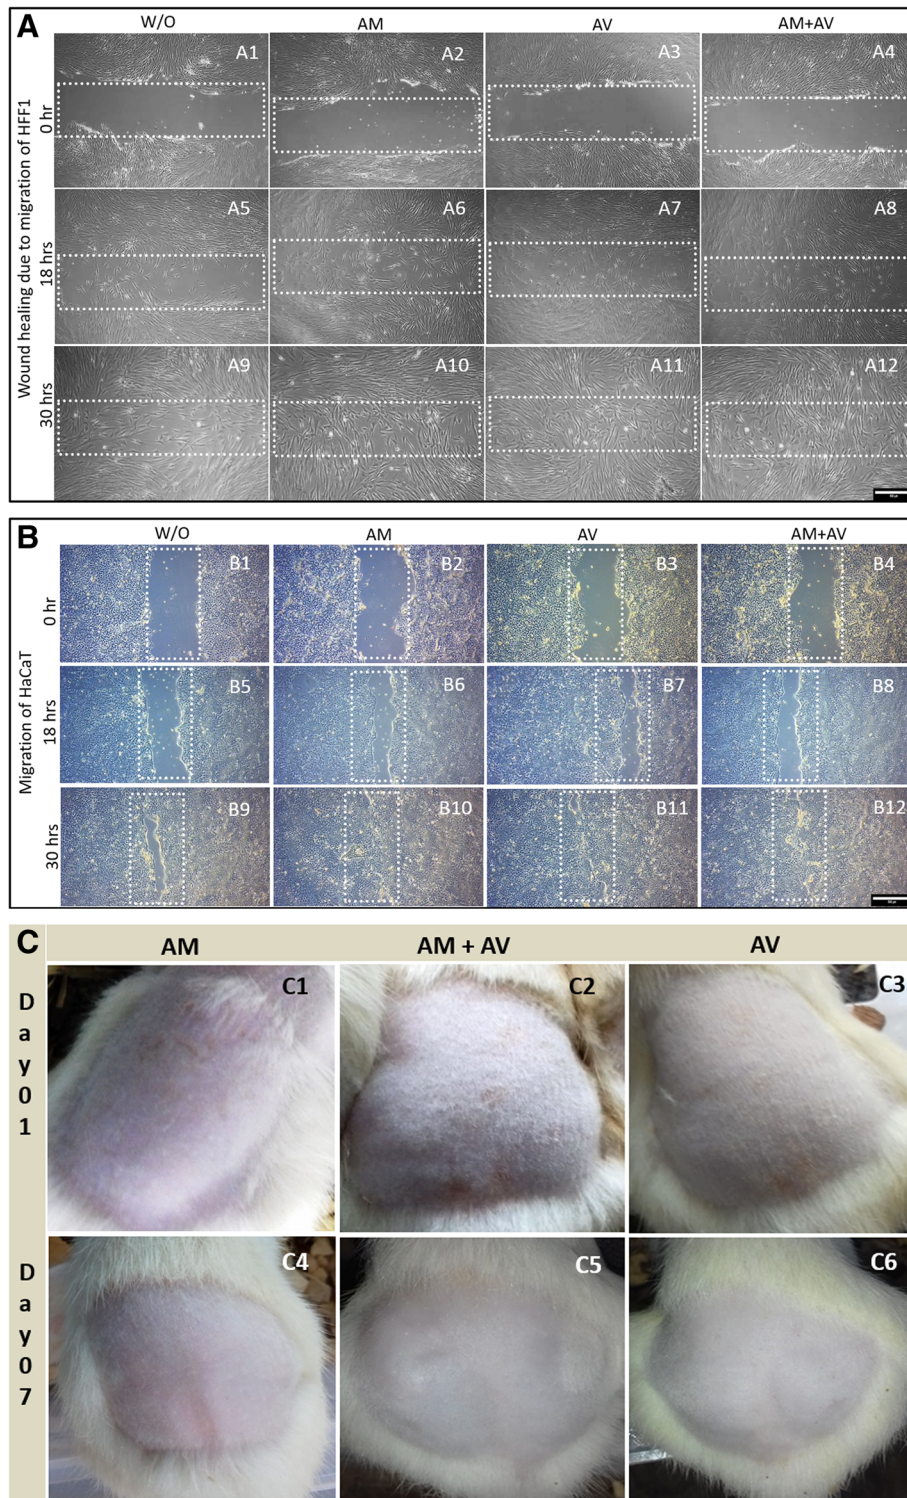 A
W/O AM AV AM+AV
Wound healing due to migration of HFF1
0 hr
A1 A2 A3 A4
18 hrs
A5 A6 A7 A8
30 hrs
A9 A10 A11 A12
B
W/O AM AV AM+AV
Migration of HaCaT
0 hr
B1 B2 B3 B4
18 hrs
B5 B6 B7 B8
30 hrs
B9 B10 B11 B12
C
AM AM + AV AV
Day01
C1 C2 C3
Day07
C4 C5 C6